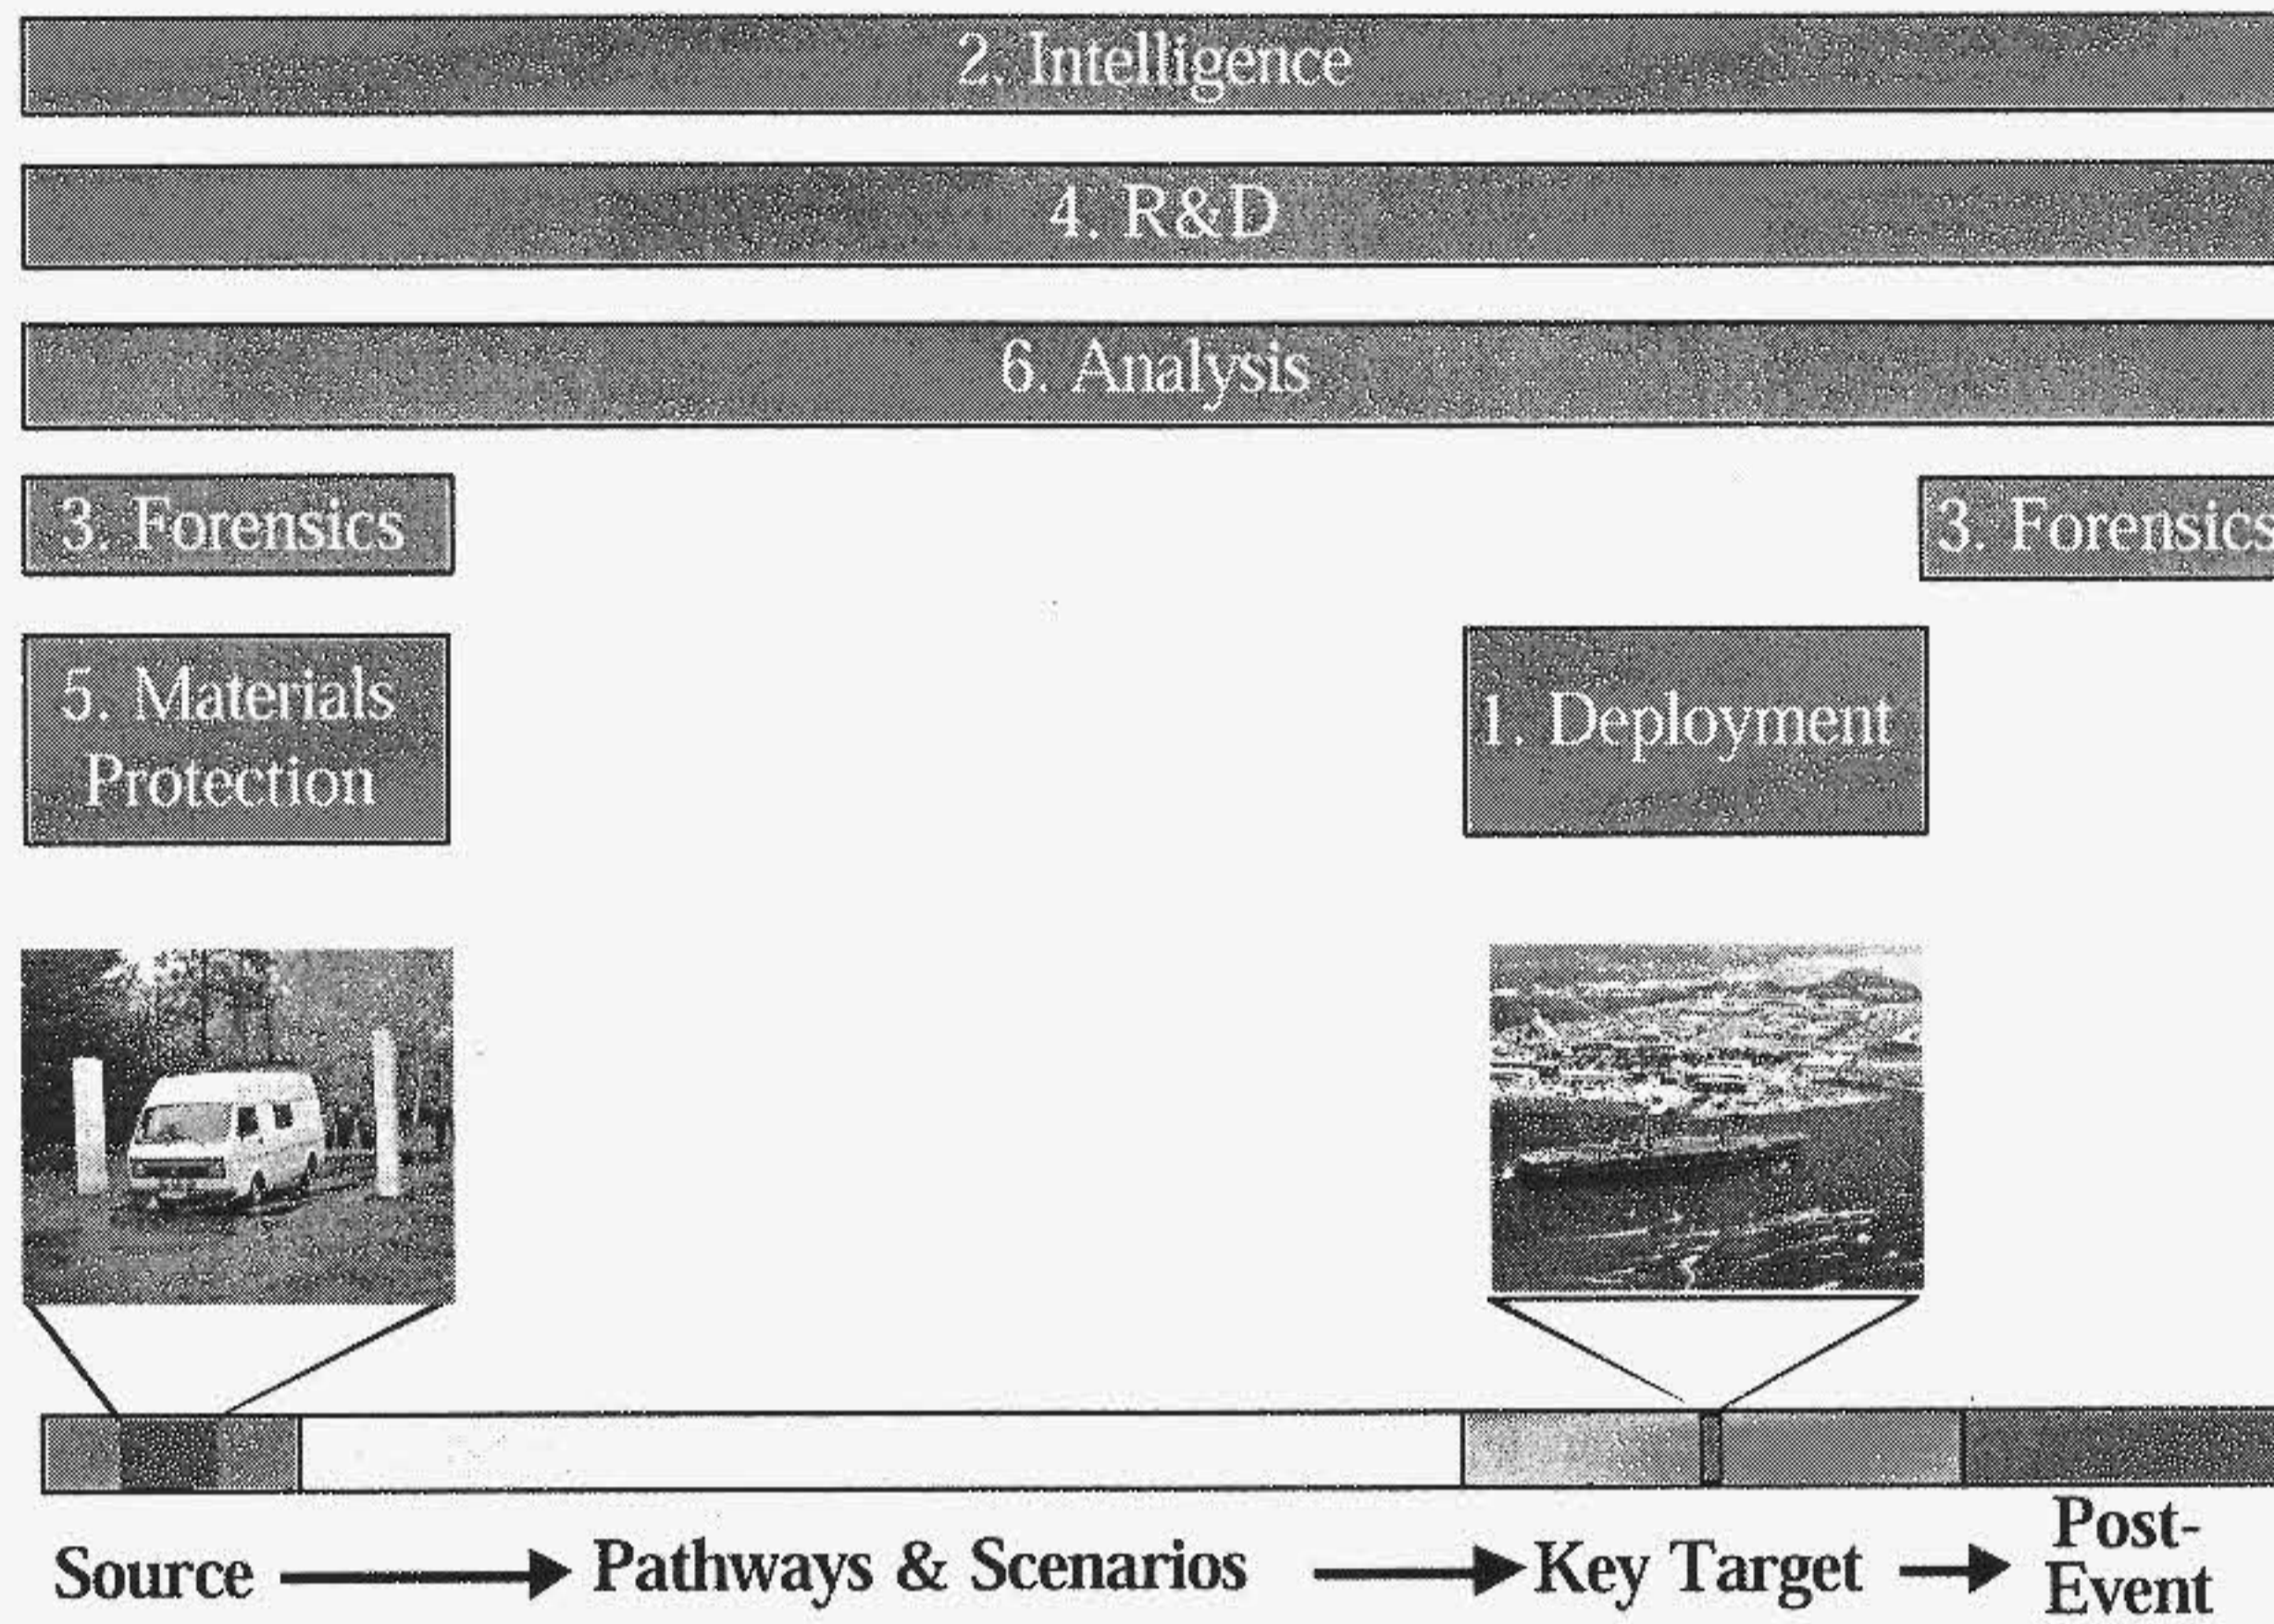 2. Intelligence
4. R&D
6. Analysis
3. Forensics
3. Forensics
5. Materials
Protection
1. Deployment
Source
Pathways & Scenarios
Key Target
Post-
Event